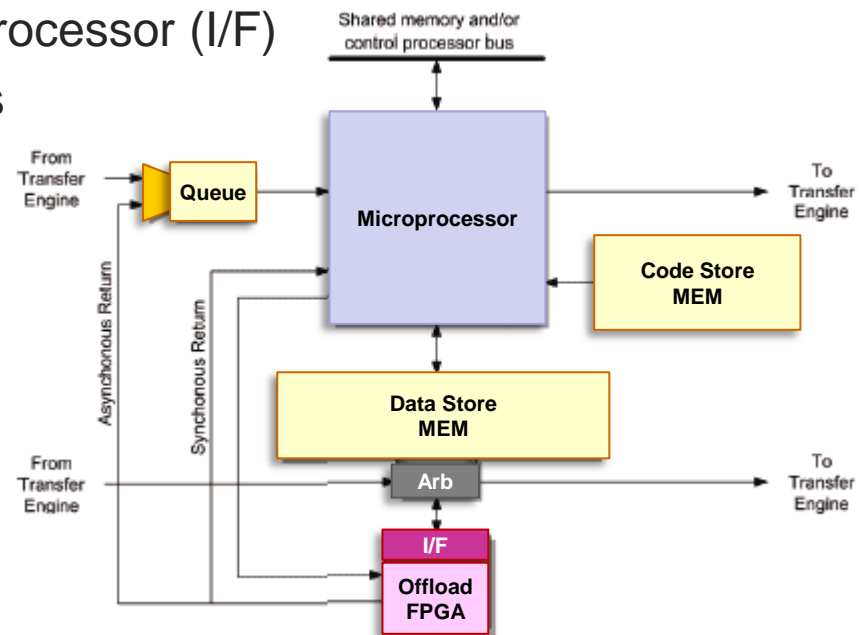 rocessor (I/F)
s
Shared memory and/or
control processor bus
From
Transfer
Engine
Queue
Microprocessor
To
Transfer
Engine
Code Store
MEM
Asynchonous Return
Synchonous Return
Data Store
MEM
From
Transfer
Engine
Arb
To
Transfer
Engine
I/F
Offload
FPGA